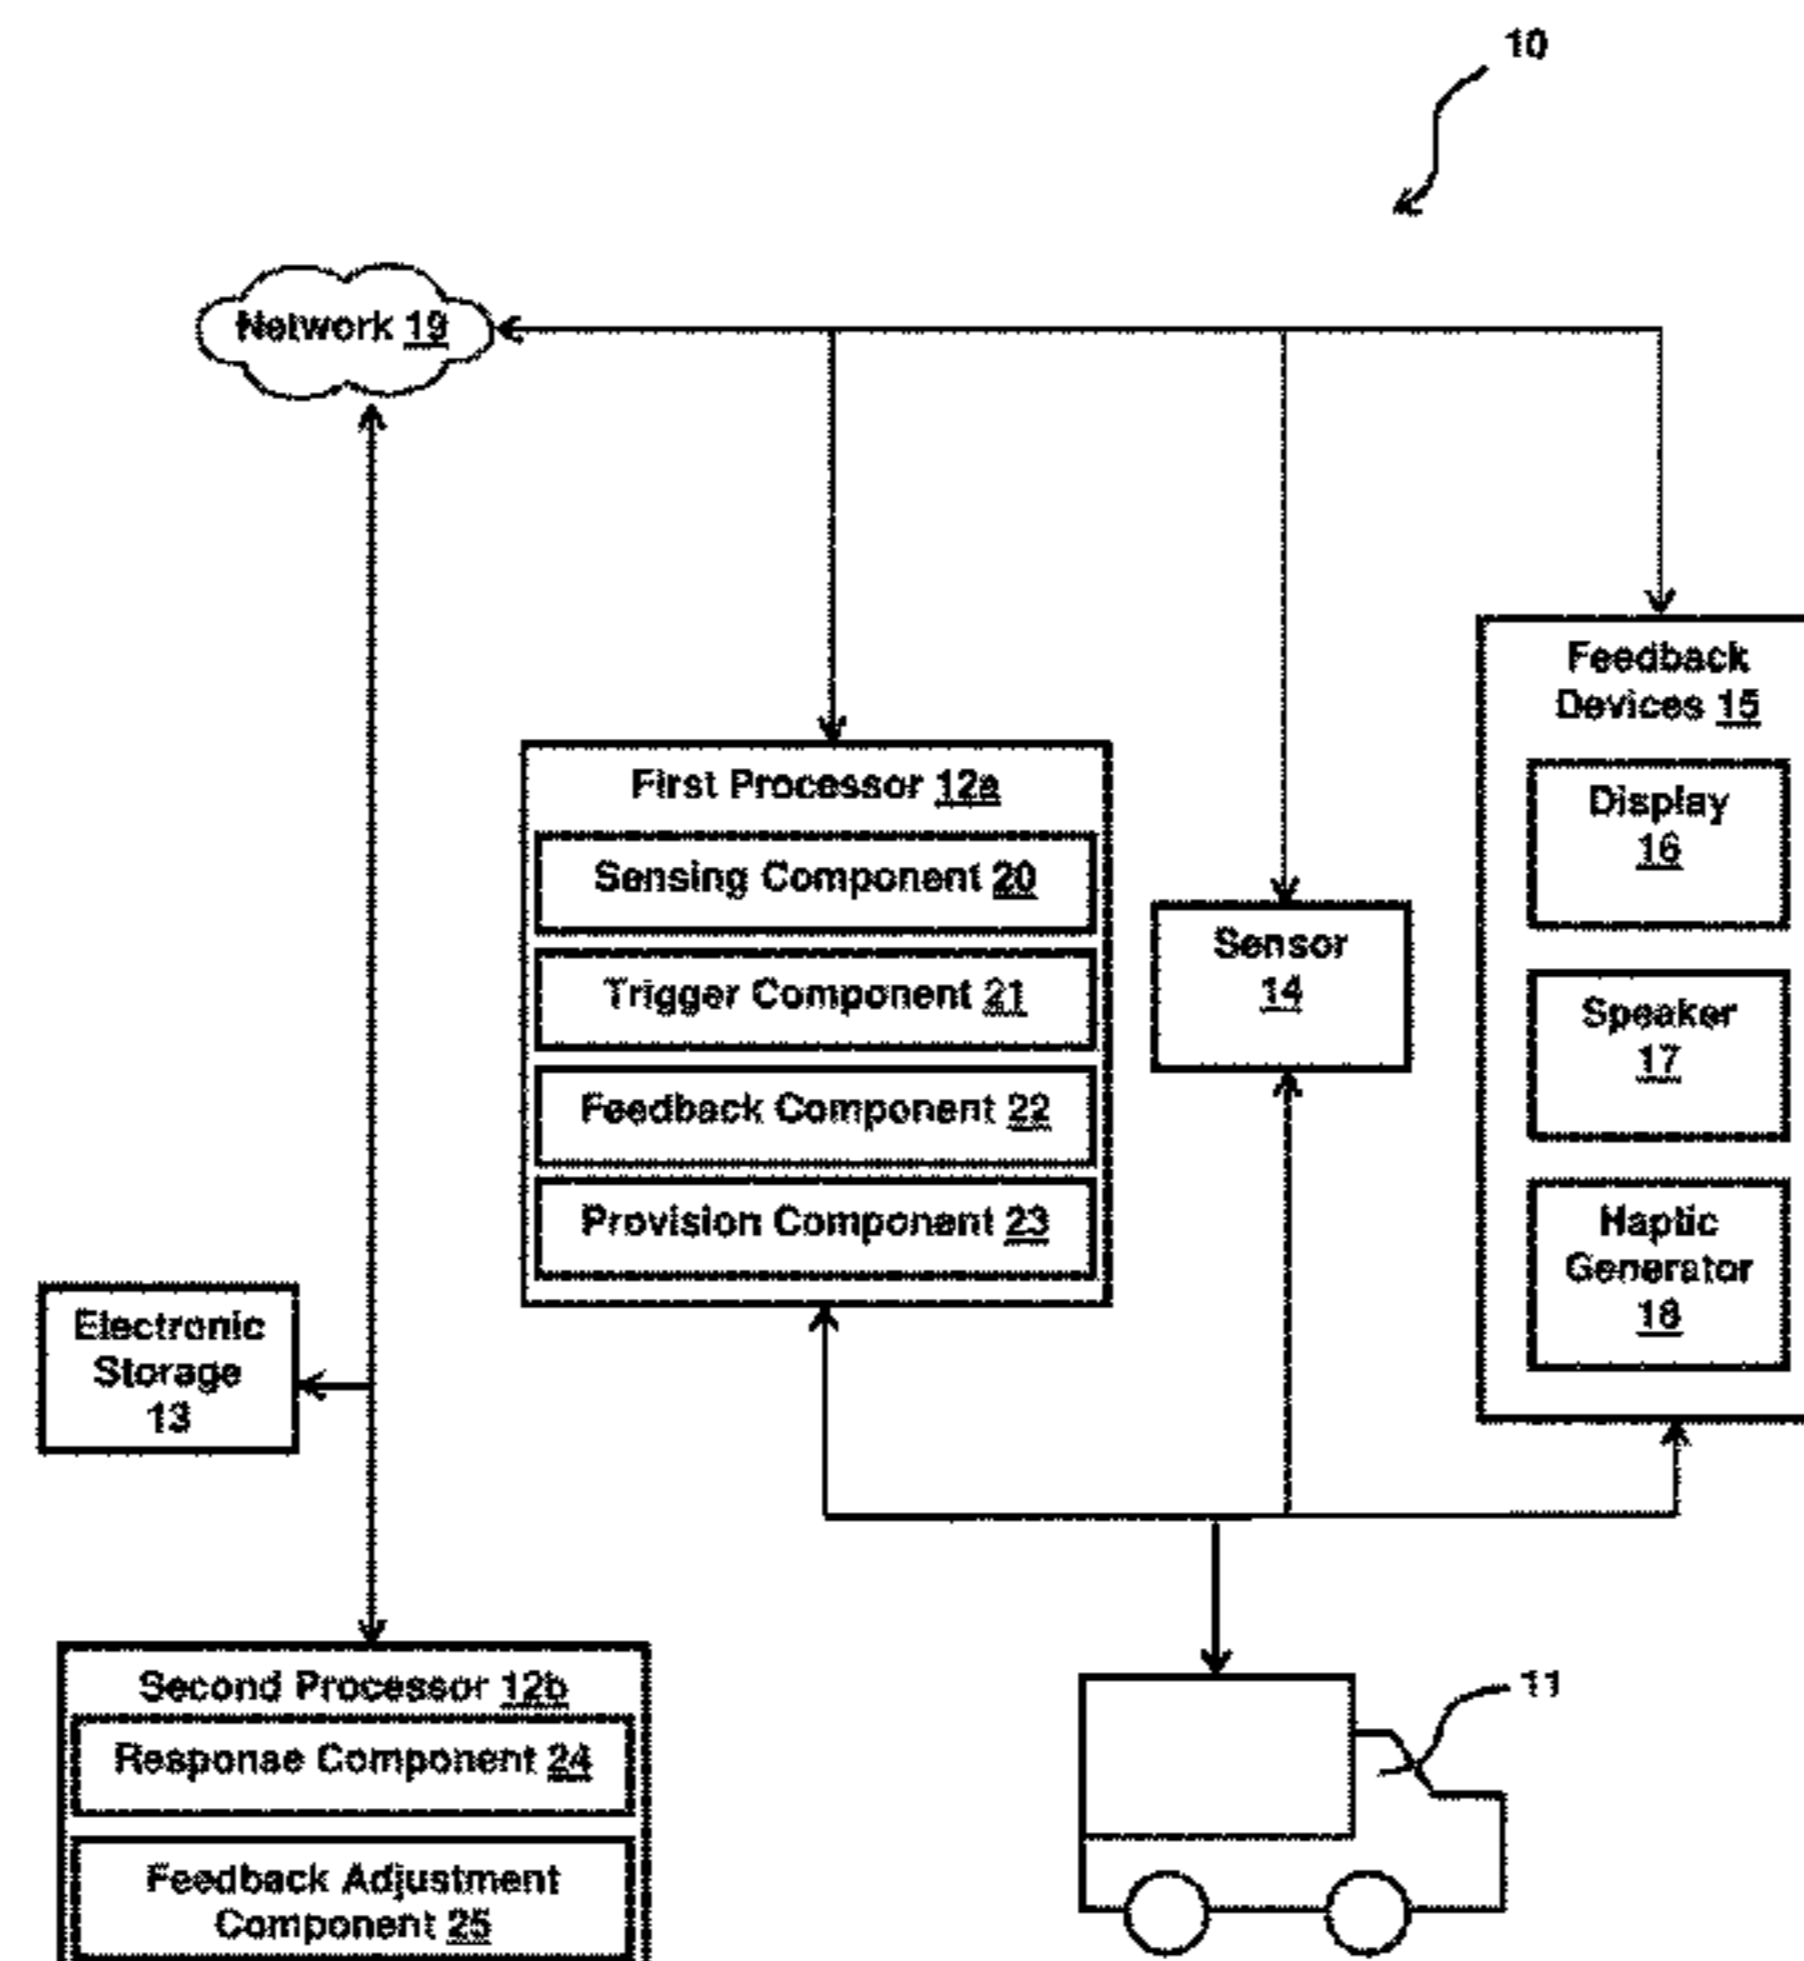 10
Network 19
Feedback
Devices 15
Display
16
Speaker
17
Haptic
Generator
18
First Processor 12a
Sensing Component 20
Trigger Component 21
Feedback Component 22
Provision Component 23
Sensor
14
Electronic
Storage
13
Second Processor 12b
Response Component 24
Feedback Adjustment
Component 25
11